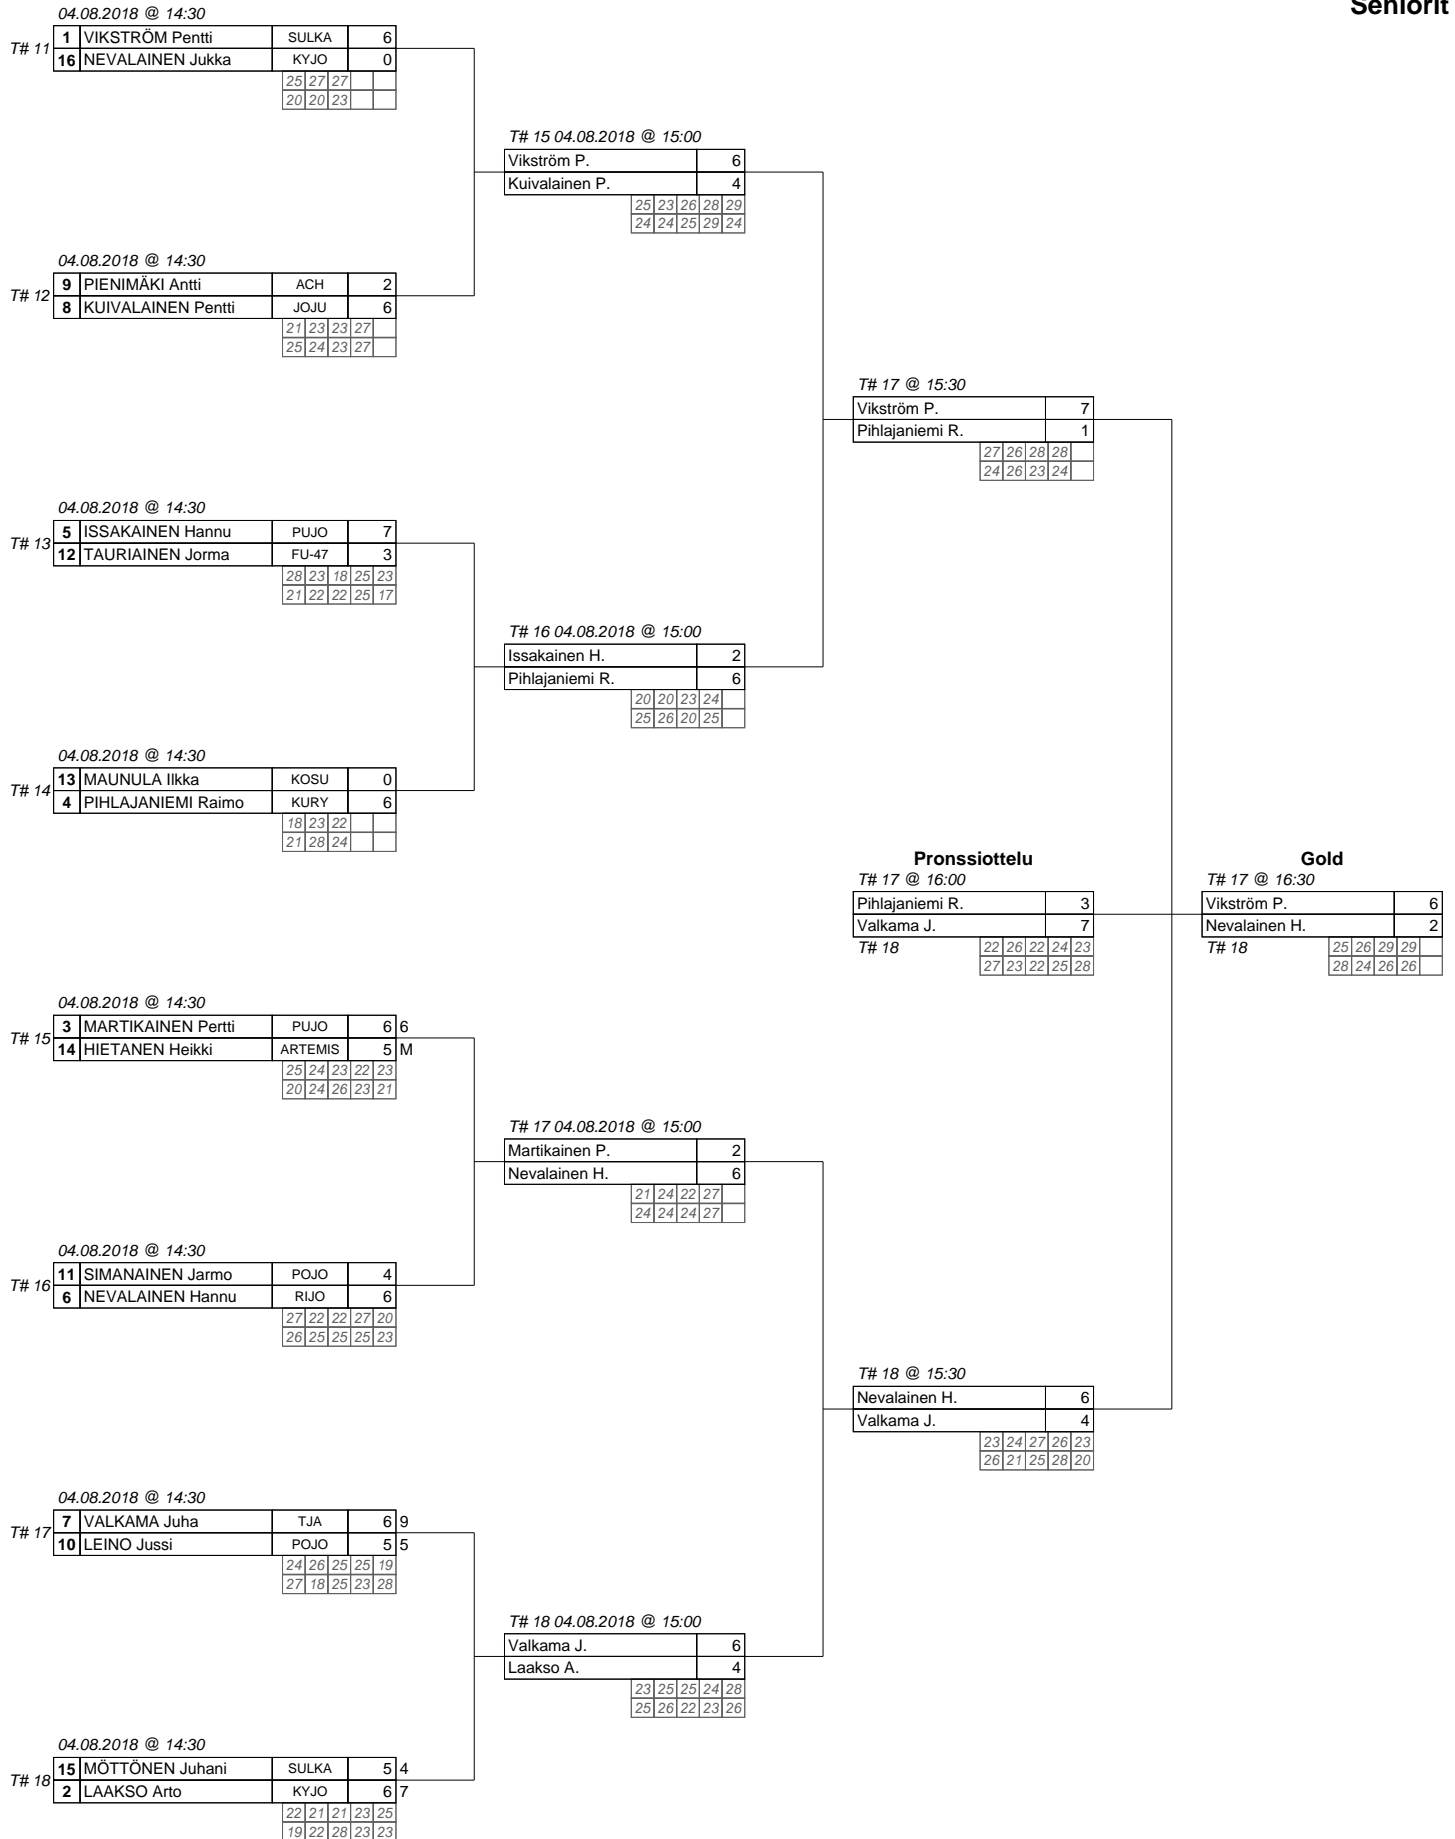 Seniorit
04.08.2018 @ 14:30
T# 11
1 VIKSTRÖM Pentti SULKA 6
16 NEVALAINEN Jukka KYJO 0
25 27 27
20 20 23
T# 15 04.08.2018 @ 15:00
Vikström P. 6
Kuivalainen P. 4
25 23 26 28 29
24 24 25 29 24
04.08.2018 @ 14:30
T# 12
9 PIENIMÄKI Antti ACH 2
8 KUIVALAINEN Pentti JOJU 6
21 23 23 27
25 24 23 27
T# 17 @ 15:30
Vikström P. 7
Pihlajaniemi R. 1
27 26 28 28
24 26 23 24
04.08.2018 @ 14:30
T# 13
5 ISSAKAINEN Hannu PUJO 7
12 TAURIAINEN Jorma FU-47 3
28 23 18 25 23
21 22 22 25 17
T# 16 04.08.2018 @ 15:00
Issakainen H. 2
Pihlajaniemi R. 6
20 20 23 24
25 26 20 25
04.08.2018 @ 14:30
T# 14
13 MAUNULA Ilkka KOSU 0
4 PIHLAJANIEMI Raimo KURY 6
18 23 22
21 28 24
Pronssiottelu
T# 17 @ 16:00
Pihlajaniemi R. 3
Valkama J. 7
T# 18
22 26 22 24 23
27 23 22 25 28
Gold
T# 17 @ 16:30
Vikström P. 6
Nevalainen H. 2
T# 18
25 26 29 29
28 24 26 26
04.08.2018 @ 14:30
T# 15
3 MARTIKAINEN Pertti PUJO 6 6
14 HIETANEN Heikki ARTEMIS 5 M
25 24 23 22 23
20 24 26 23 21
T# 17 04.08.2018 @ 15:00
Martikainen P. 2
Nevalainen H. 6
21 24 22 27
24 24 24 27
04.08.2018 @ 14:30
T# 16
11 SIMANAINEN Jarmo POJO 4
6 NEVALAINEN Hannu RIJO 6
27 22 22 27 20
26 25 25 25 23
T# 18 @ 15:30
Nevalainen H. 6
Valkama J. 4
23 24 27 26 23
26 21 25 28 20
04.08.2018 @ 14:30
T# 17
7 VALKAMA Juha TJA 6 9
10 LEINO Jussi POJO 5 5
24 26 25 25 19
27 18 25 23 28
T# 18 04.08.2018 @ 15:00
Valkama J. 6
Laakso A. 4
23 25 25 24 28
25 26 22 23 26
04.08.2018 @ 14:30
T# 18
15 MÖTTÖNEN Juhani SULKA 5 4
2 LAAKSO Arto KYJO 6 7
22 21 21 23 25
19 22 28 23 23